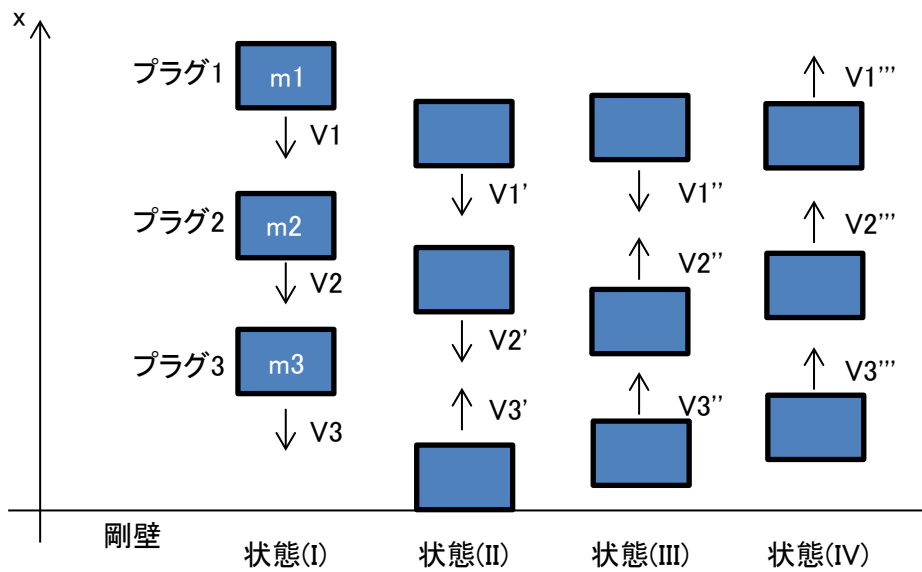 x
プラグ1
m1
V1
プラグ2
m2
V2
プラグ3
m3
V3
V1'
V2'
V3'
V1''
V2''
V3''
V1'''
V2'''
V3'''
剛壁
状態(I)
状態(II)
状態(III)
状態(IV)